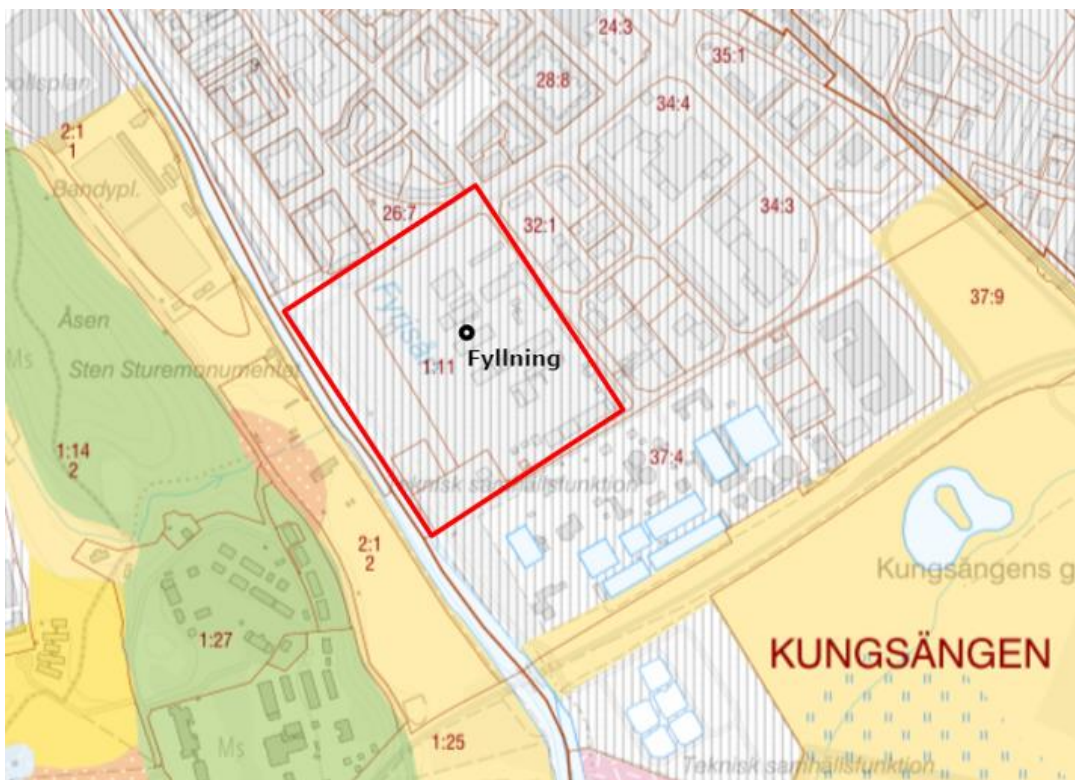 24:3
35:1
28:8
9
34:4
2:1
1
Bandypl.
26:7
32:1
34:3
37:9
Åsen
Ms
Sten Sturemonumentet
Fyrisån
Fyllning
1:11
1:14
2
37:4
Teknisk samhällsfunktion
2:1
2
Kungsängens g
1:27
KUNGSÄNGEN
Ms
1:25
Teknisk samhällsfunktion